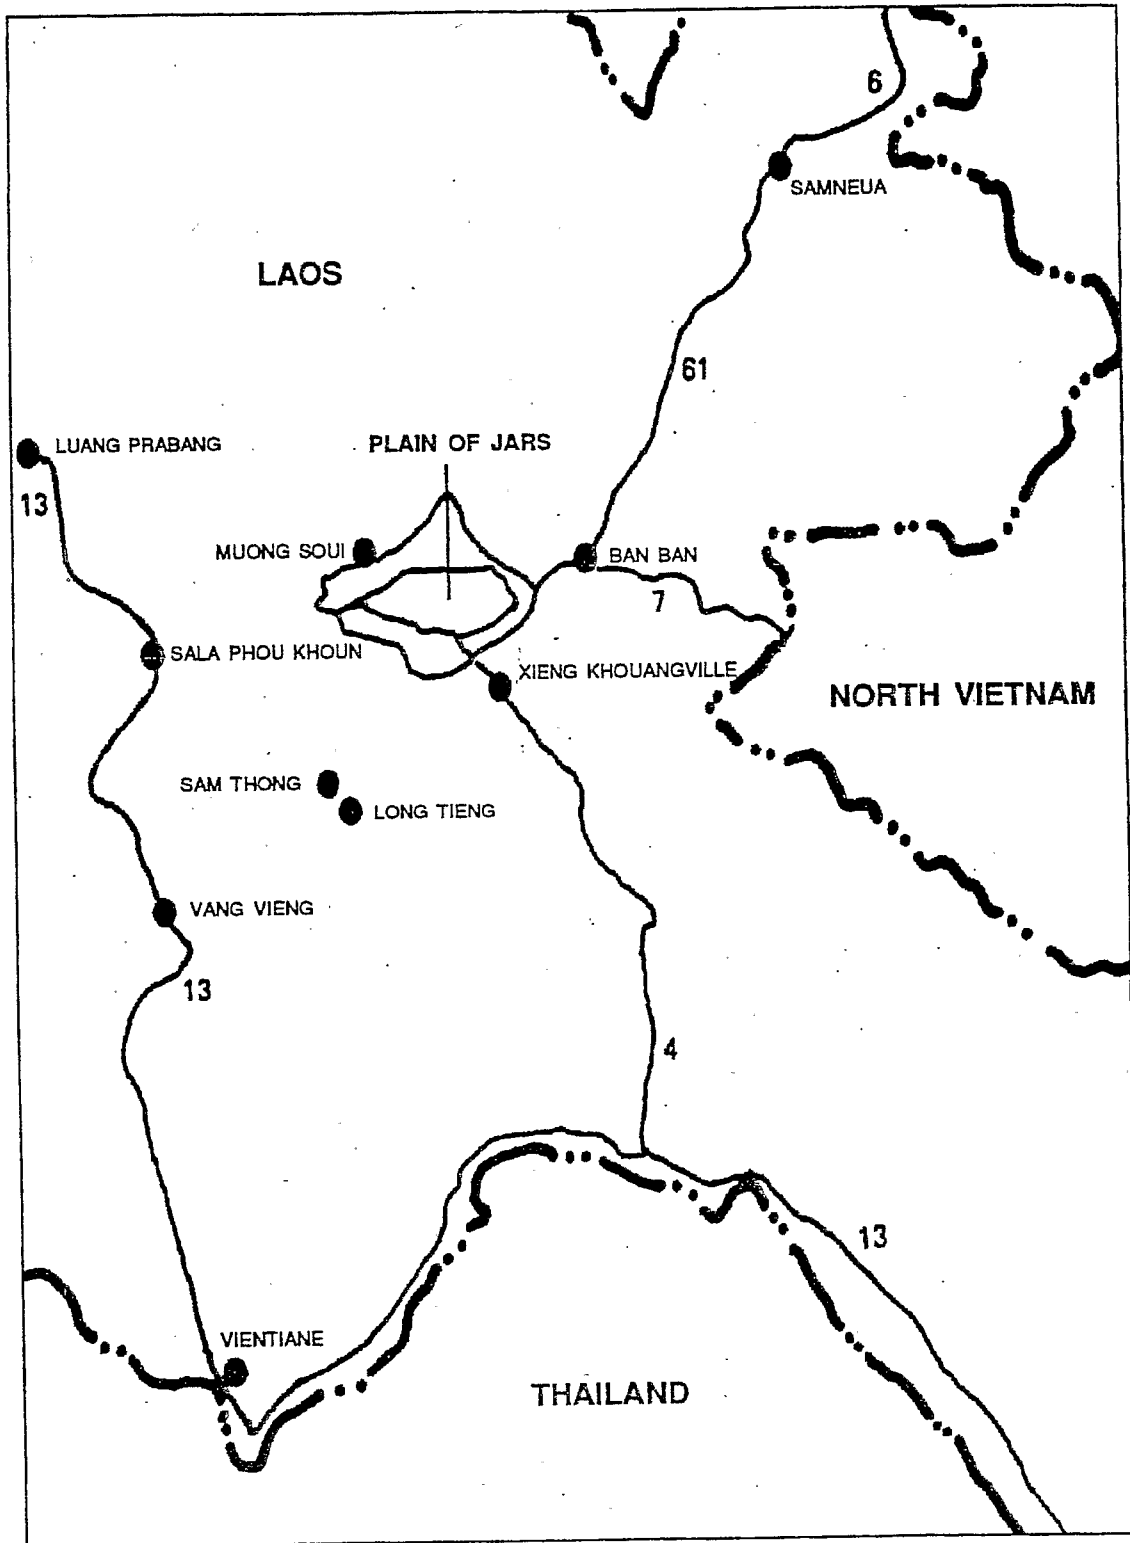 6
SAMNEUA
LAOS
61
LUANG PRABANG
PLAIN OF JARS
13
MUONG SOUI
BAN BAN
7
SALA PHOU KHOUN
XIENG KHOUANGVILLE
NORTH VIETNAM
SAM THONG
LONG TIENG
VANG VIENG
13
4
13
VIENTIANE
THAILAND